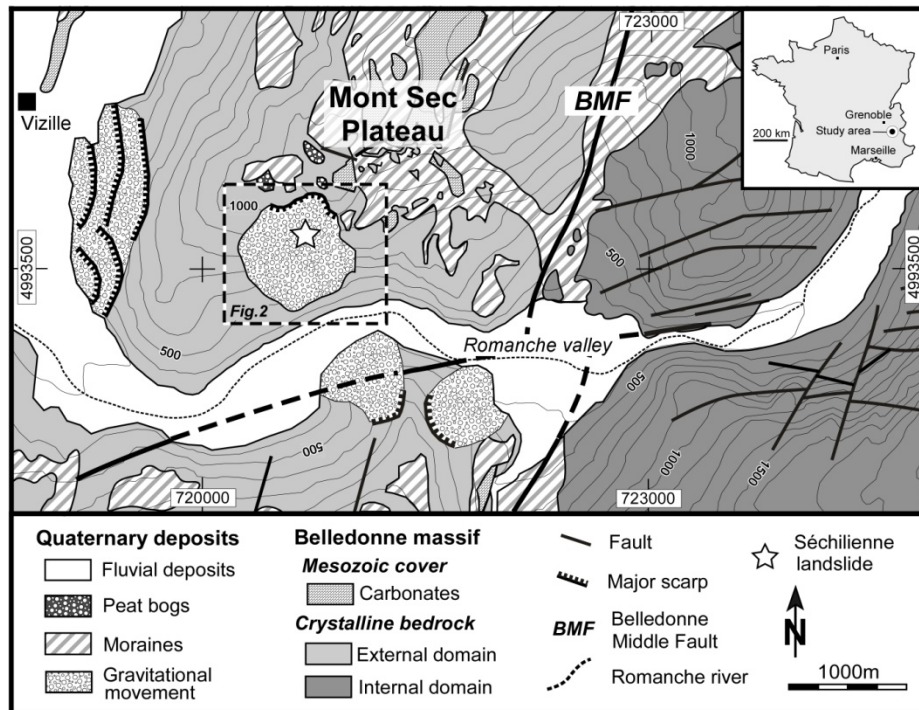 723000
Paris
Grenoble
Study area
200 km
Marseille
Vizille
Mont Sec
Plateau
BMF
1000
1000
500
4993500
4993500
Fig.2
500
Romanche valley
500
500
1000
1500
720000
723000
Quaternary deposits
Fluvial deposits
Peat bogs
Moraines
Gravitational
movement
Belledonne massif
Mesozoic cover
Carbonates
Crystalline bedrock
External domain
Internal domain
Fault
Major scarp
BMF
Belledonne
Middle Fault
Romanche river
Séchilienne
landslide
N
1000m